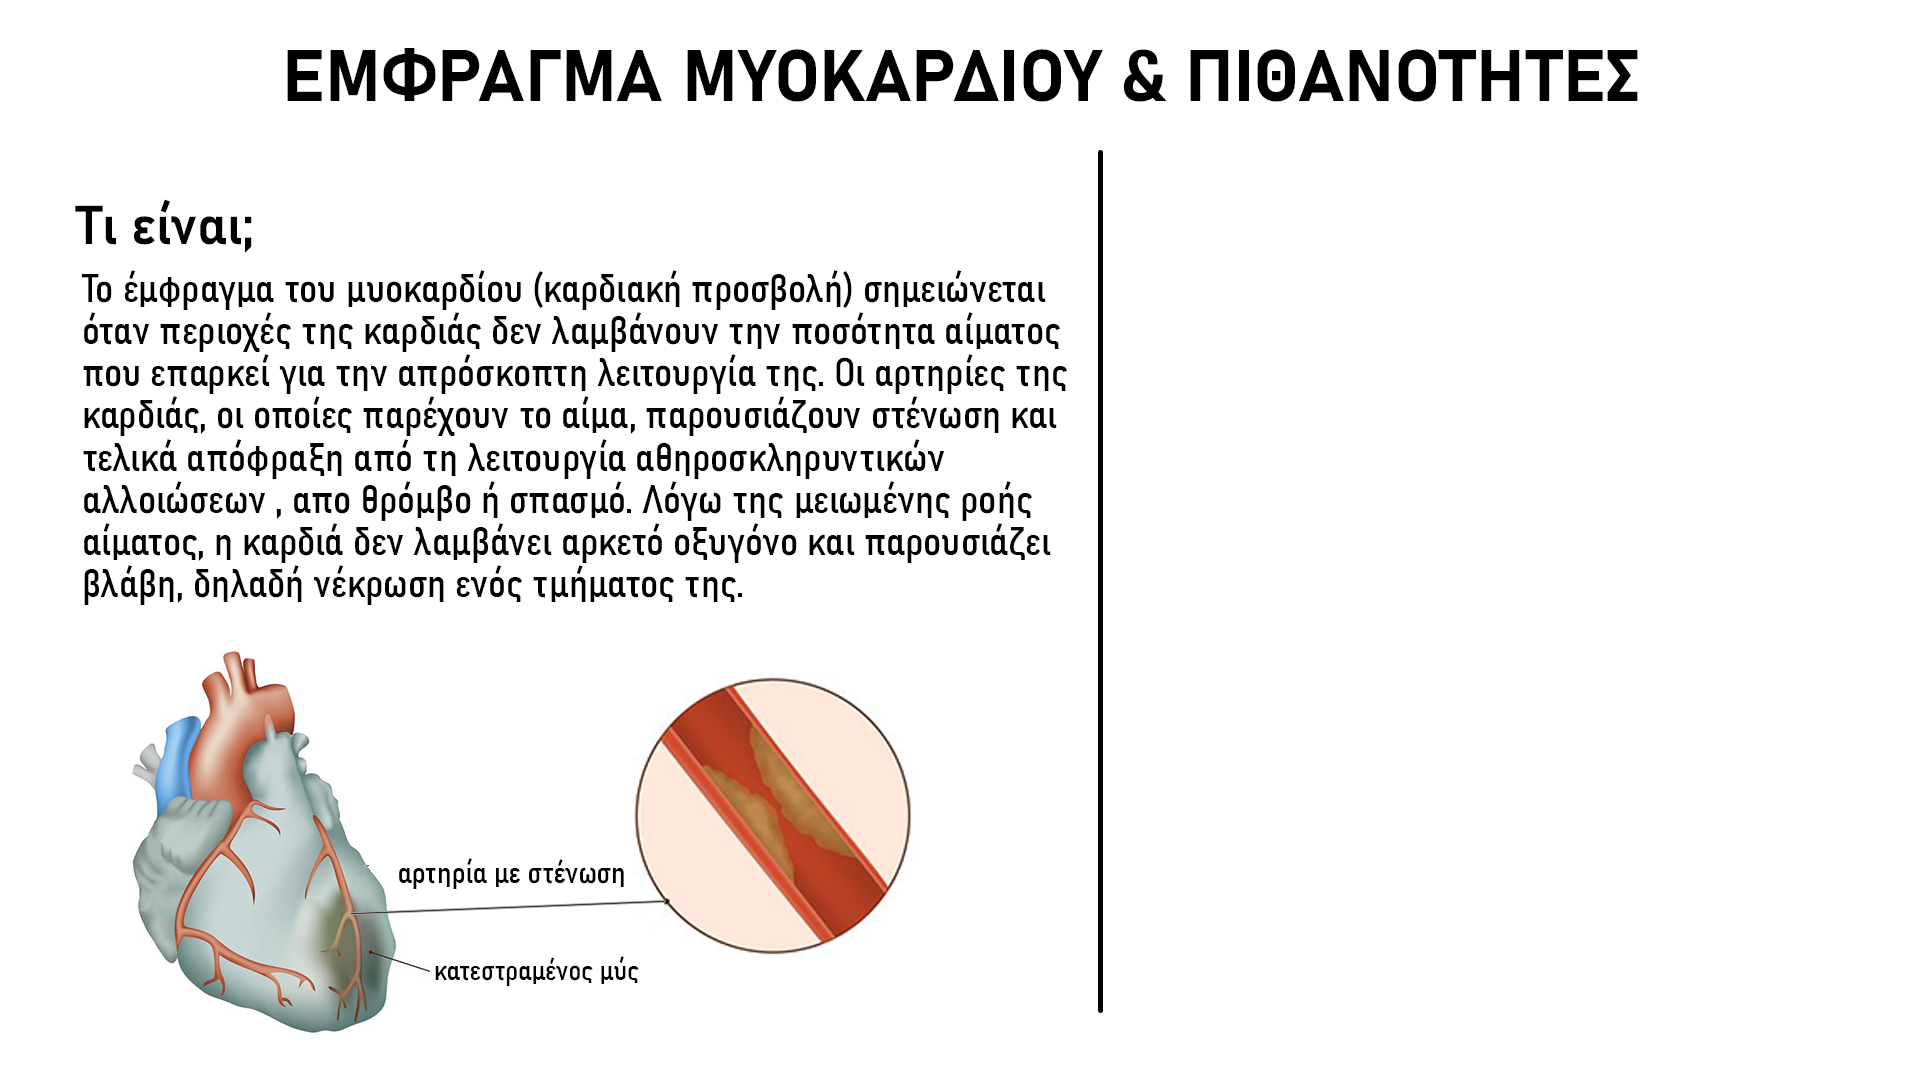 ΕΜΦΡΑΓΜΑ ΜΥΟΚΑΡΔΙΟΥ & ΠΙΘΑΝΟΤΗΤΕΣ
Τι είναι;
Το έμφραγμα του μυοκαρδίου (καρδιακή προσβολή) σημειώνεται
όταν περιοχές της καρδιάς δεν λαμβάνουν την ποσότητα αίματος
που επαρκεί για την απρόσκοπτη λειτουργία της. Οι αρτηρίες της
καρδιάς, οι οποίες παρέχουν το αίμα, παρουσιάζουν στένωση και
τελικά απόφραξη από τη λειτουργία αθηροσκληρυντικών
αλλοιώσεων , απο θρόμβο ή σπασμό. Λόγω της μειωμένης ροής
αίματος, η καρδιά δεν λαμβάνει αρκετό οξυγόνο και παρουσιάζει
βλάβη, δηλαδή νέκρωση ενός τμήματος της.
αρτηρία με στένωση
κατεστραμένος μύς